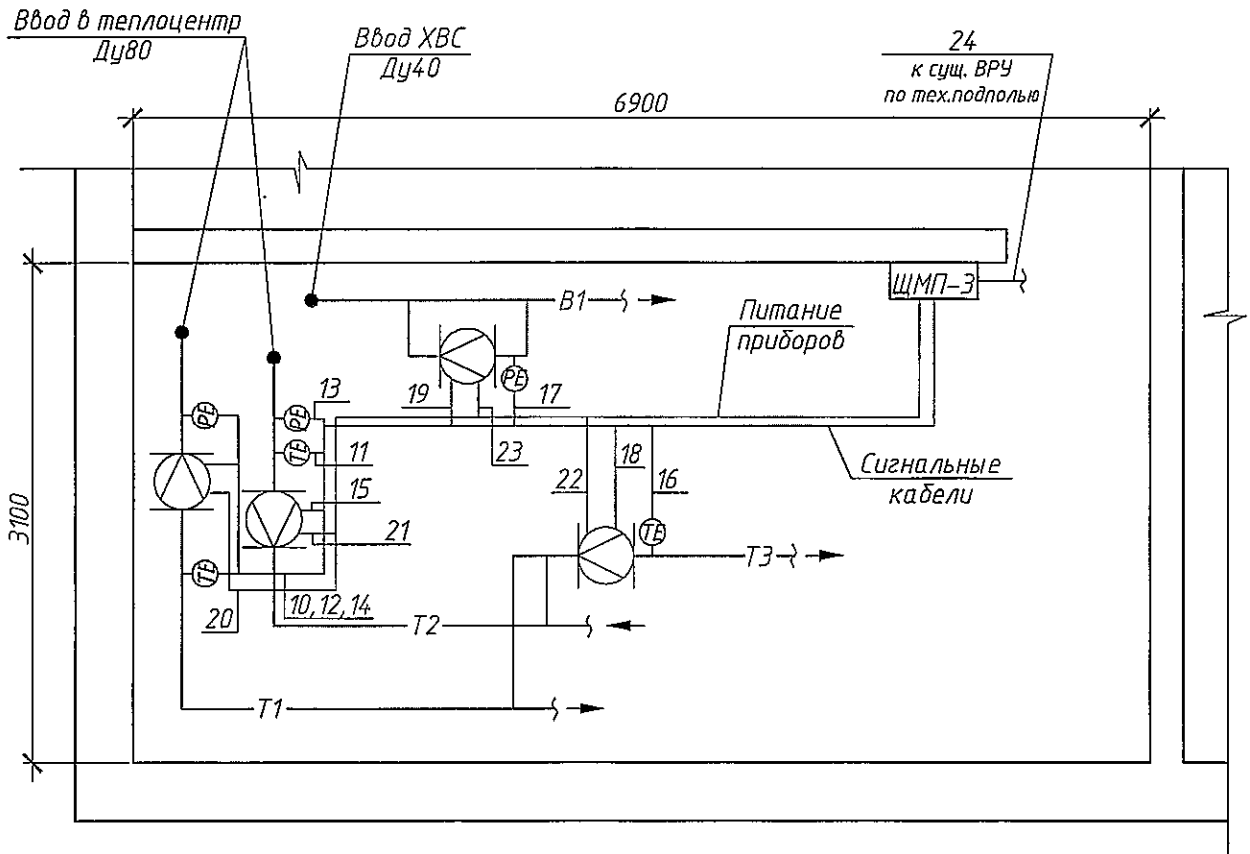 Ввод в теплоцентр
Ду80
Ввод ХВС
Ду40
24
к сущ. ВРУ
по тех.подполью
6900
ЩМП-3
В1
Питание
приборов
PE
13
PE
PE
19
17
TE
11
23
18
22
16
Сигнальные
кабели
15
21
3100
TE
TE
Т3
10, 12, 14
20
Т2
Т1